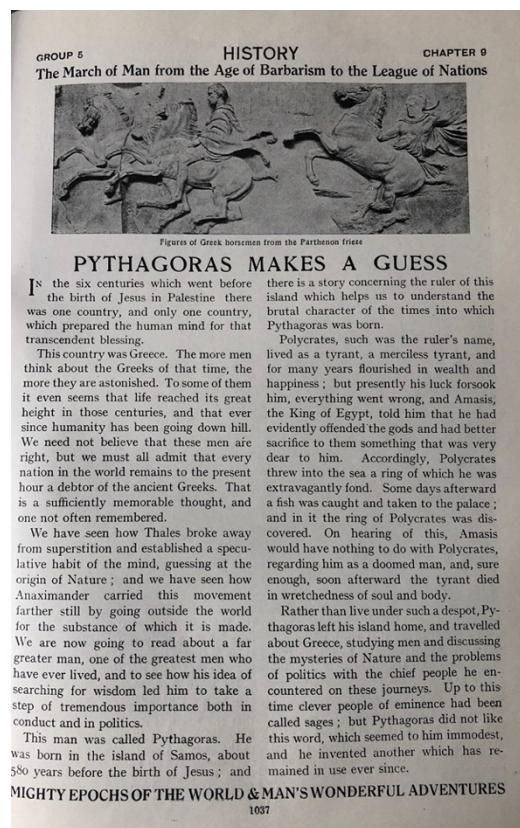 GROUP 5 HISTORY CHAPTER 9
The March of Man from the Age of Barbarism to the League of Nations
Figures of Greek horsemen from the Parthenon frieze
PYTHAGORAS MAKES A GUESS
IN the six centuries which went before
the birth of Jesus in Palestine there
was one country, and only one country,
which prepared the human mind for that
transcendent blessing.
This country was Greece. The more men
think about the Greeks of that time, the
more they are astonished. To some of them
it even seems that life reached its great
height in those centuries, and that ever
since humanity has been going down hill.
We need not believe that these men are
right, but we must all admit that every
nation in the world remains to the present
hour a debtor of the ancient Greeks. That
is a sufficiently memorable thought, and
one not often remembered.
We have seen how Thales broke away
from superstition and established a specu-
lative habit of the mind, guessing at the
origin of Nature; and we have seen how
Anaximander carried this movement
farther still by going outside the world
for the substance of which it is made.
We are now going to read about a far
greater man, one of the greatest men who
have ever lived, and to see how his idea of
searching for wisdom led him to take a
step of tremendous importance both in
conduct and in politics.
This man was called Pythagoras. He
was born in the island of Samos, about
580 years before the birth of Jesus; and
there is a story concerning the ruler of this
island which helps us to understand the
brutal character of the times into which
Pythagoras was born.
Polycrates, such was the ruler's name,
lived as a tyrant, a merciless tyrant, and
for many years flourished in wealth and
happiness; but presently his luck forsook
him, everything went wrong, and Amasis,
the King of Egypt, told him that he had
evidently offended the gods and had better
sacrifice to them something that was very
dear to him. Accordingly, Polycrates
threw into the sea a ring of which he was
extravagantly fond. Some days afterward
a fish was caught and taken to the palace;
and in it the ring of Polycrates was dis-
covered. On hearing of this, Amasis
would have nothing to do with Polycrates,
regarding him as a doomed man, and, sure
enough, soon afterward the tyrant died
in wretchedness of soul and body.
Rather than live under such a despot, Py-
thagoras left his island home, and travelled
about Greece, studying men and discussing
the mysteries of Nature and the problems
of politics with the chief people he en-
countered on these journeys. Up to this
time clever people of eminence had been
called sages; but Pythagoras did not like
this word, which seemed to him immodest,
and he invented another which has re-
mained in use ever since.
MIGHTY EPOCHS OF THE WORLD & MAN'S WONDERFUL ADVENTURES
1037